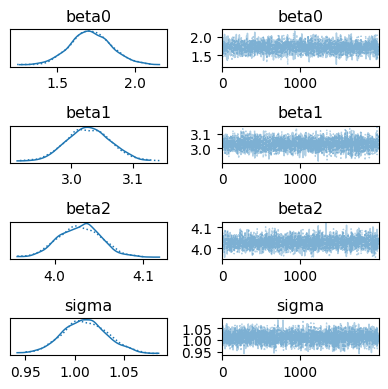 beta0 beta0
2.0
1.5
1.5 2.0 0 1000
beta1 beta1
3.1
3.0
3.0 3.1 0 1000
beta2 beta2
4.1
4.0
4.0 4.1 0 1000
sigma sigma
1.05
1.00
0.95
0.95 1.00 1.05 0 1000